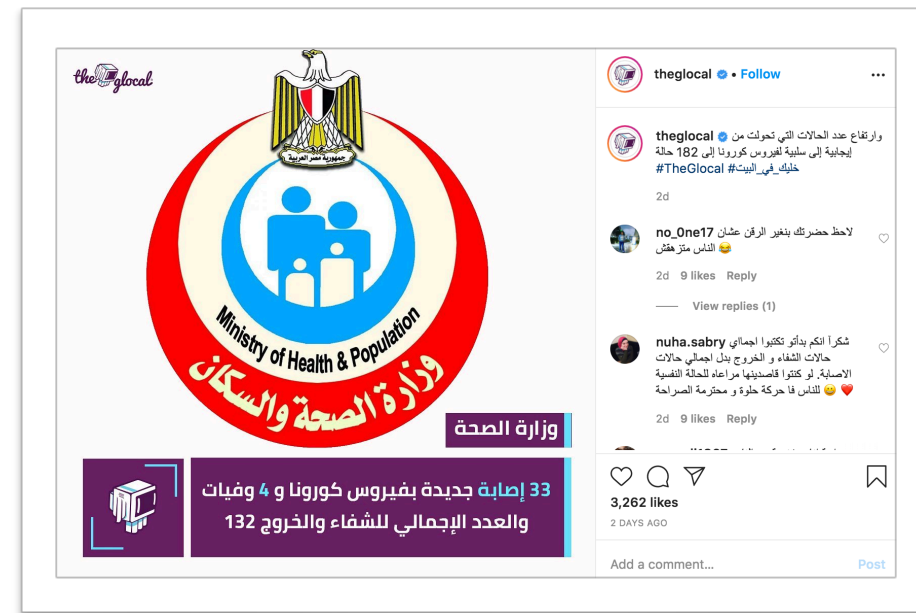 the glocal
جمهورية مصر العربية
Ministry of Health & Population
وزارة الصحة والسكان
وزارة الصحة
33 إصابة جديدة بفيروس كورونا و 4 وفيات
والعدد الإجمالي للشفاء والخروج 132
theglocal • Follow
theglocal وارتفاع عدد الحالات التي تحولت من
إيجابية إلى سلبية لفيروس كورونا إلى 182 حالة
#TheGlocal #خليك_في_البيت
2d
no_0ne17 لاحظ حضرتك بنغير الرقن عشان
الناس متزهقش 😂
2d 9 likes Reply
View replies (1)
nuha.sabry شكراً انكم بدأتو تكتبوا اجمااي
حالات الشفاء و الخروج بدل اجمالي حالات
الاصابة. لو كنتوا قاصدينها مراعاه للحالة النفسية
للناس فا حركة حلوة و محترمة الصراحة 😀 ❤️
2d 9 likes Reply
3,262 likes
2 DAYS AGO
Add a comment...
Post